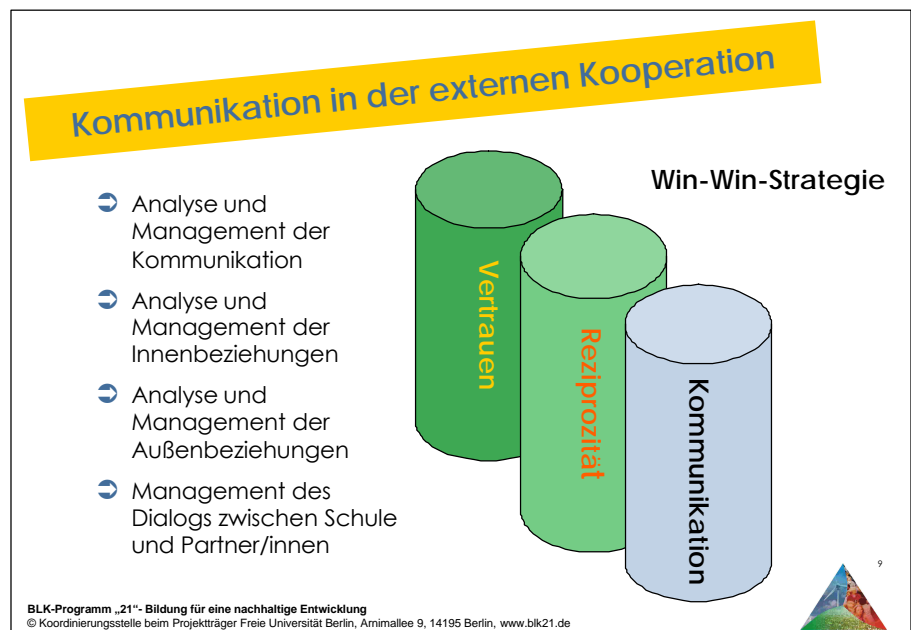 Kommunikation in der externen Kooperation
Win-Win-Strategie
Analyse und
Management der
Kommunikation
Analyse und
Management der
Innenbeziehungen
Analyse und
Management der
Außenbeziehungen
Management des
Dialogs zwischen Schule
und Partner/innen
Vertrauen
Reziprozität
Kommunikation
9
BLK-Programm „21“- Bildung für eine nachhaltige Entwicklung
© Koordinierungsstelle beim Projektträger Freie Universität Berlin, Arnimallee 9, 14195 Berlin, www.blk21.de